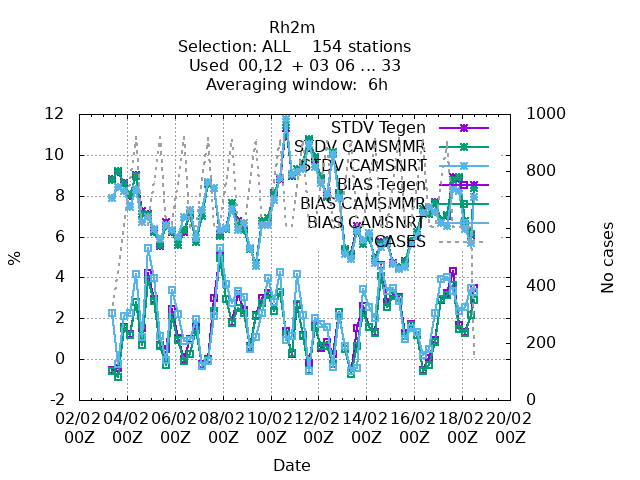 Rh2m
Selection: ALL 154 stations
Used 00,12 + 03 06 ... 33
Averaging window: 6h
12 1000
STDV Tegen
STDV CAMSMMR
10 800
STDV CAMSNRT
BIAS Tegen
8
BIAS CAMSMMR
BIAS CAMSNRT
6 600
CASES
%
No cases
4 400
2
200
0
-2 0
02/02 04/02 06/02 08/02 10/02 12/02 14/02 16/02 18/02 20/02
00Z 00Z 00Z 00Z 00Z 00Z 00Z 00Z 00Z 00Z
Date